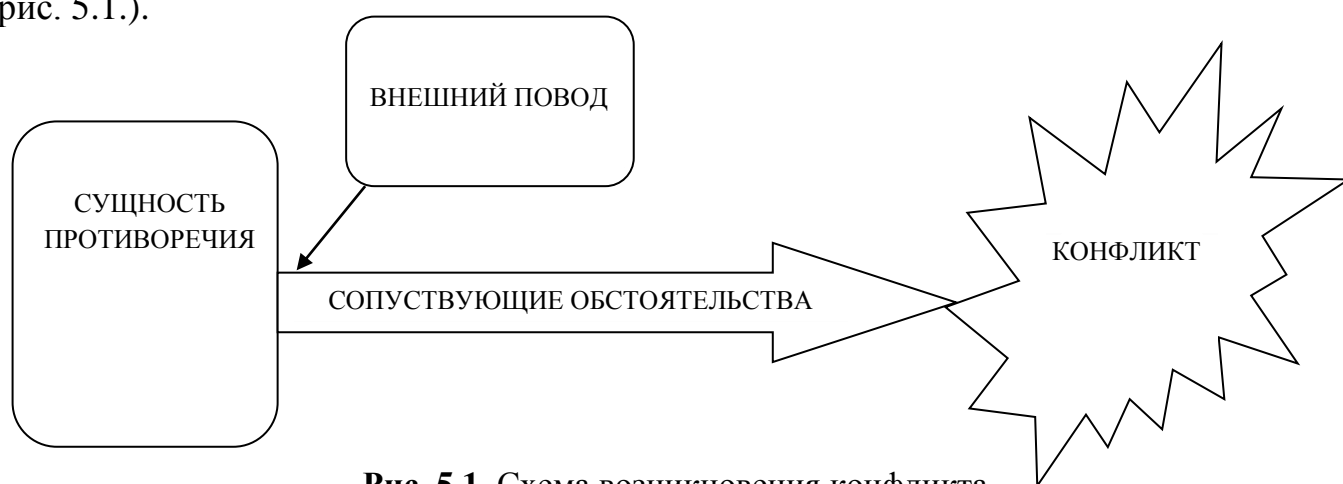 рис. 5.1.).
ВНЕШНИЙ ПОВОД
СУЩНОСТЬ
ПРОТИВОРЕЧИЯ
КОНФЛИКТ
СОПУСТВУЮЩИЕ ОБСТОЯТЕЛЬСТВА
Рис. 5.1. Схема возникновения конфликта